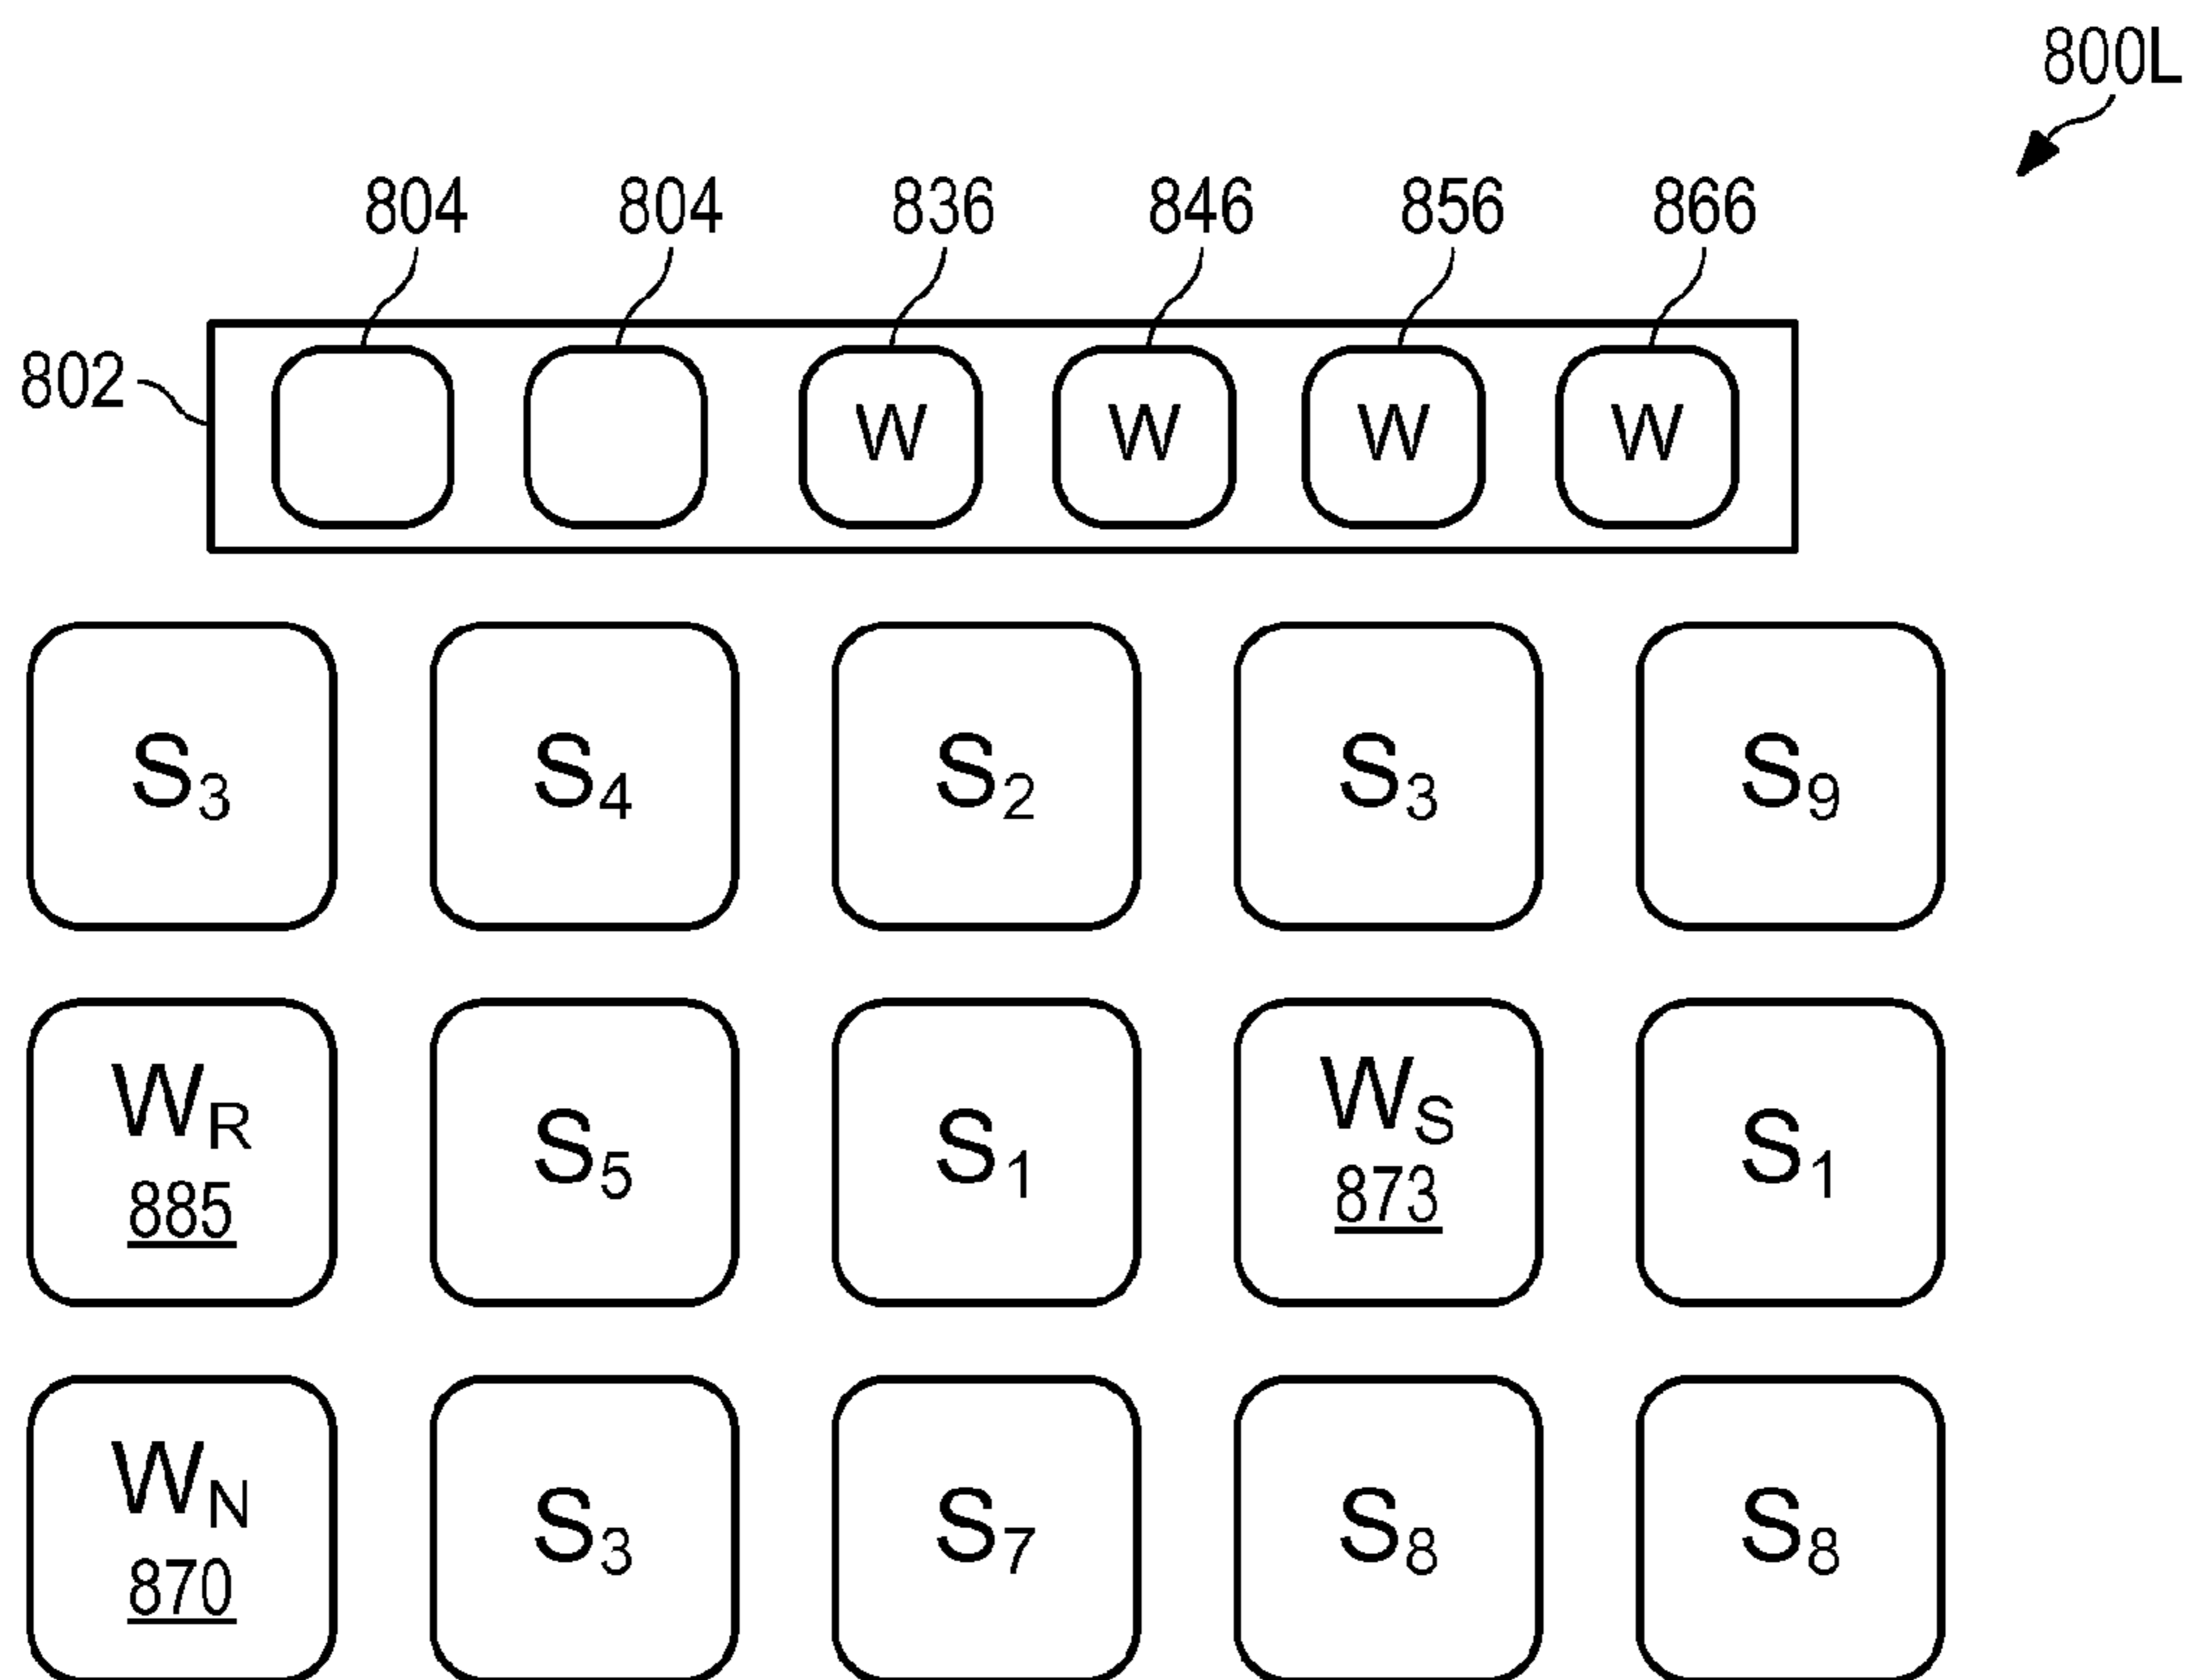 800L
804 804 836 846 856 866
802
W W W W
S3 S4 S2 S3 S9
WR S5 S1 WS S1
885 873
WN S3 S7 S8 S8
870